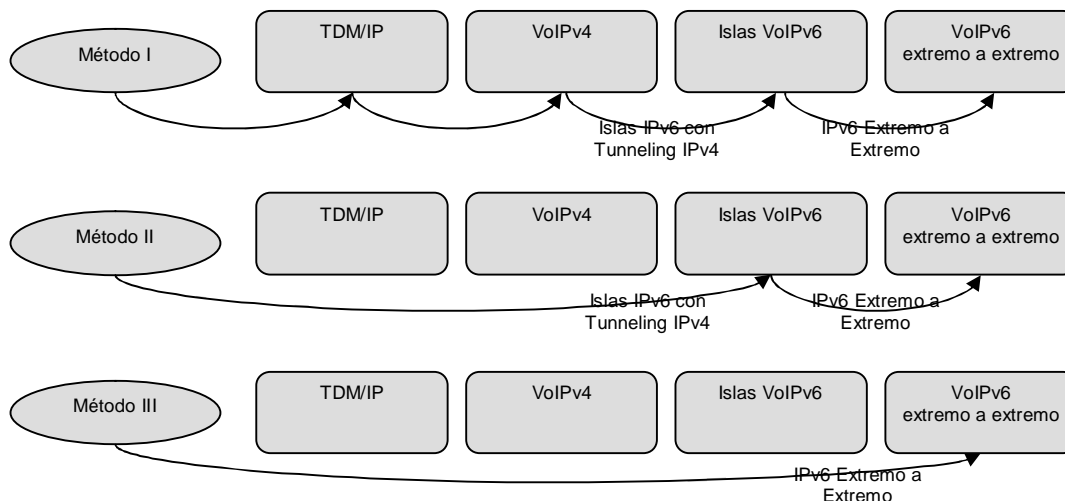 Método I
TDM/IP
VoIPv4
Islas VoIPv6
VoIPv6
extremo a extremo
Islas IPv6 con
Tunneling IPv4
IPv6 Extremo a
Extremo
Método II
TDM/IP
VoIPv4
Islas VoIPv6
VoIPv6
extremo a extremo
Islas IPv6 con
Tunneling IPv4
IPv6 Extremo a
Extremo
Método III
TDM/IP
VoIPv4
Islas VoIPv6
VoIPv6
extremo a extremo
IPv6 Extremo a
Extremo